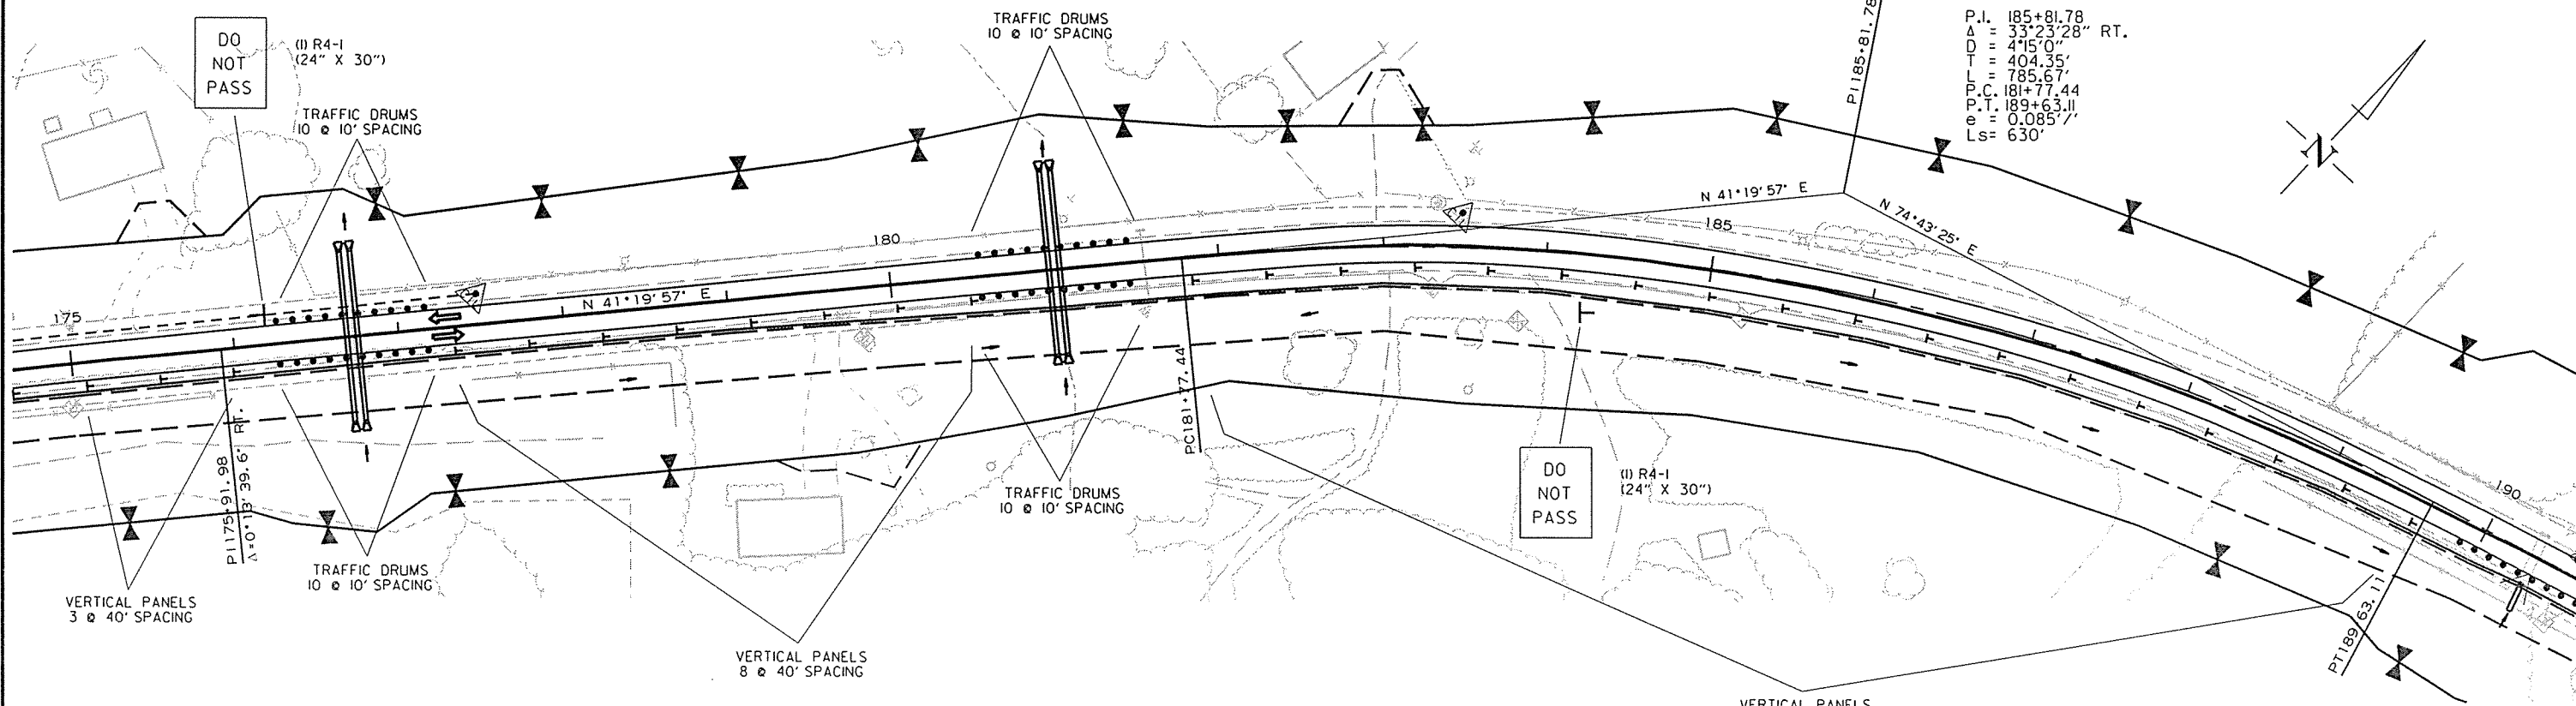 DO
NOT
PASS
(1) R4-1
(24" X 30")
TRAFFIC DRUMS
10 @ 10' SPACING
TRAFFIC DRUMS
10 @ 10' SPACING
PI185+81.78
P.I. 185+81.78
Δ = 33°23'28" RT.
D = 4°15'0"
T = 404.35'
L = 785.67'
P.C. 181+77.44
P.T. 189+63.11
e = 0.085'/'
Ls= 630'
N
N 41°19'57" E
N 74°43'25" E
175
180
185
190
N 41°19'57" E
PI175+91.98
Δ=0°13'39.6" RT.
PC181+77.44
PT189+63.11
VERTICAL PANELS
3 @ 40' SPACING
TRAFFIC DRUMS
10 @ 10' SPACING
VERTICAL PANELS
8 @ 40' SPACING
TRAFFIC DRUMS
10 @ 10' SPACING
DO
NOT
PASS
(1) R4-1
(24" X 30")
VERTICAL PANELS